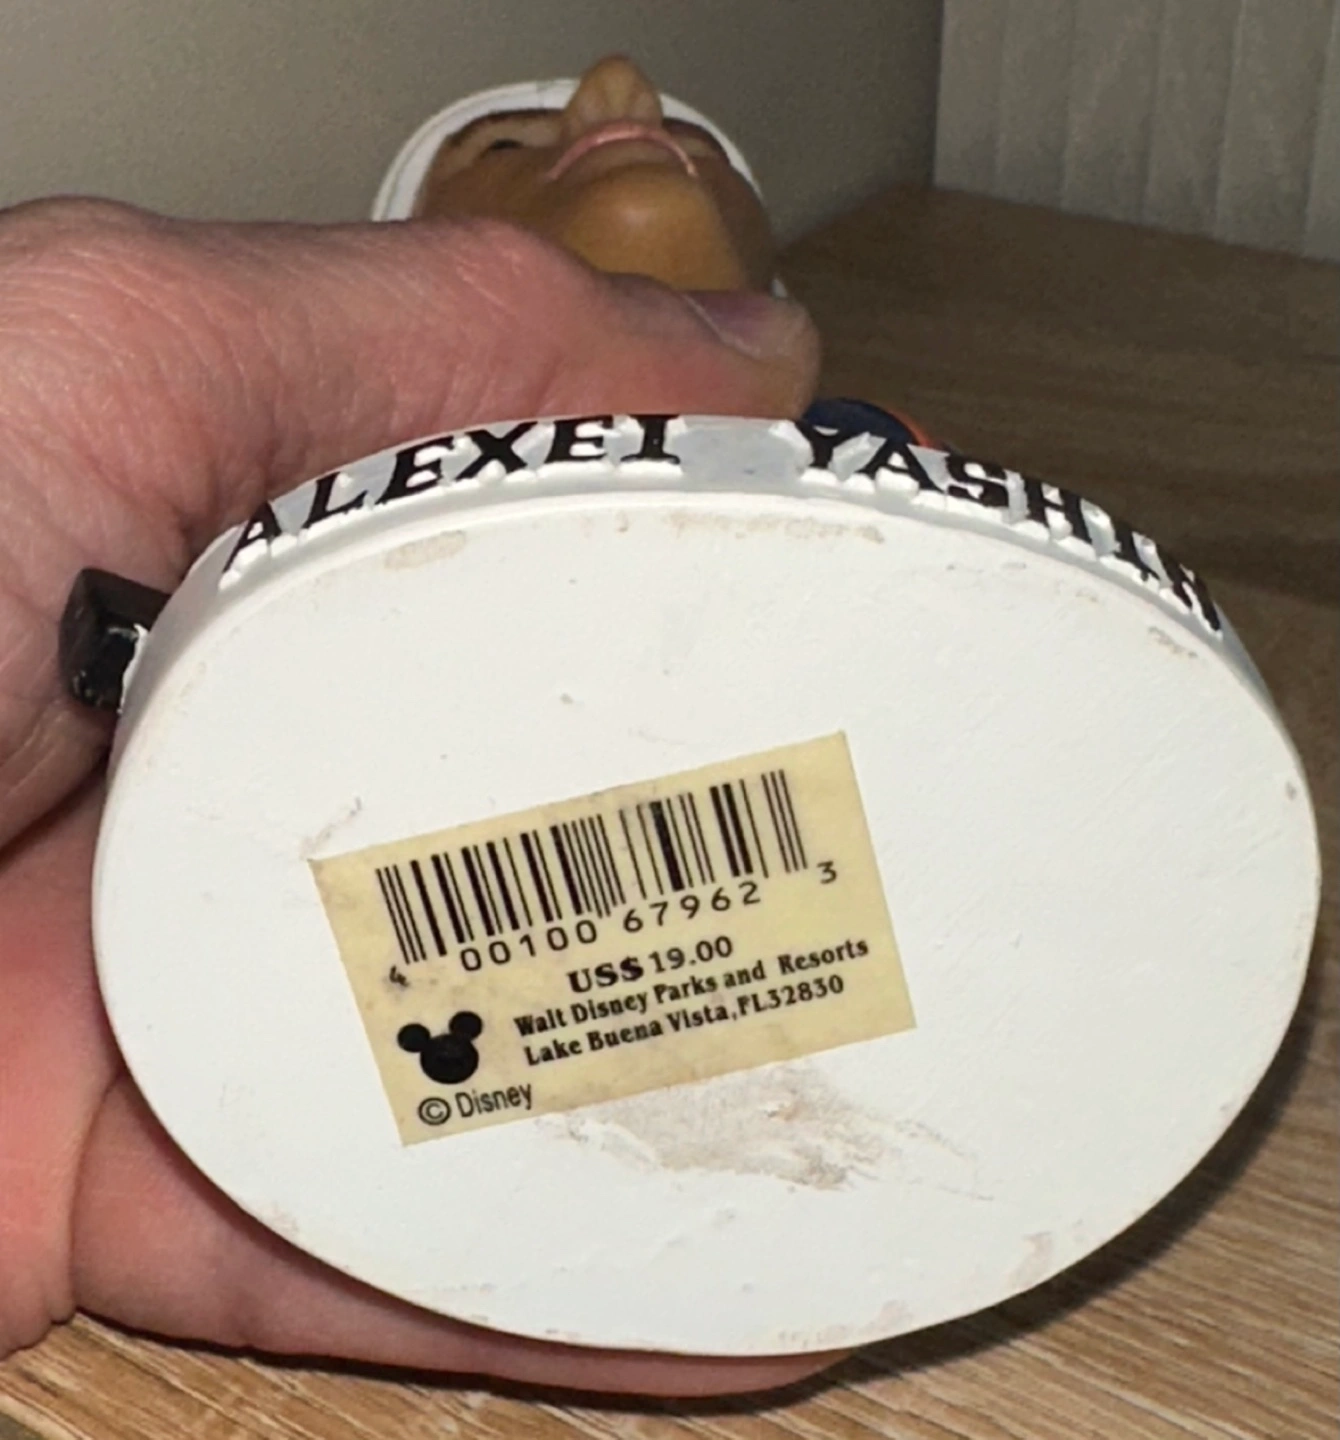 ALEXEI YASHIN
4 00100 67962 3
US$ 19.00
Walt Disney Parks and Resorts
Lake Buena Vista,FL32830
© Disney